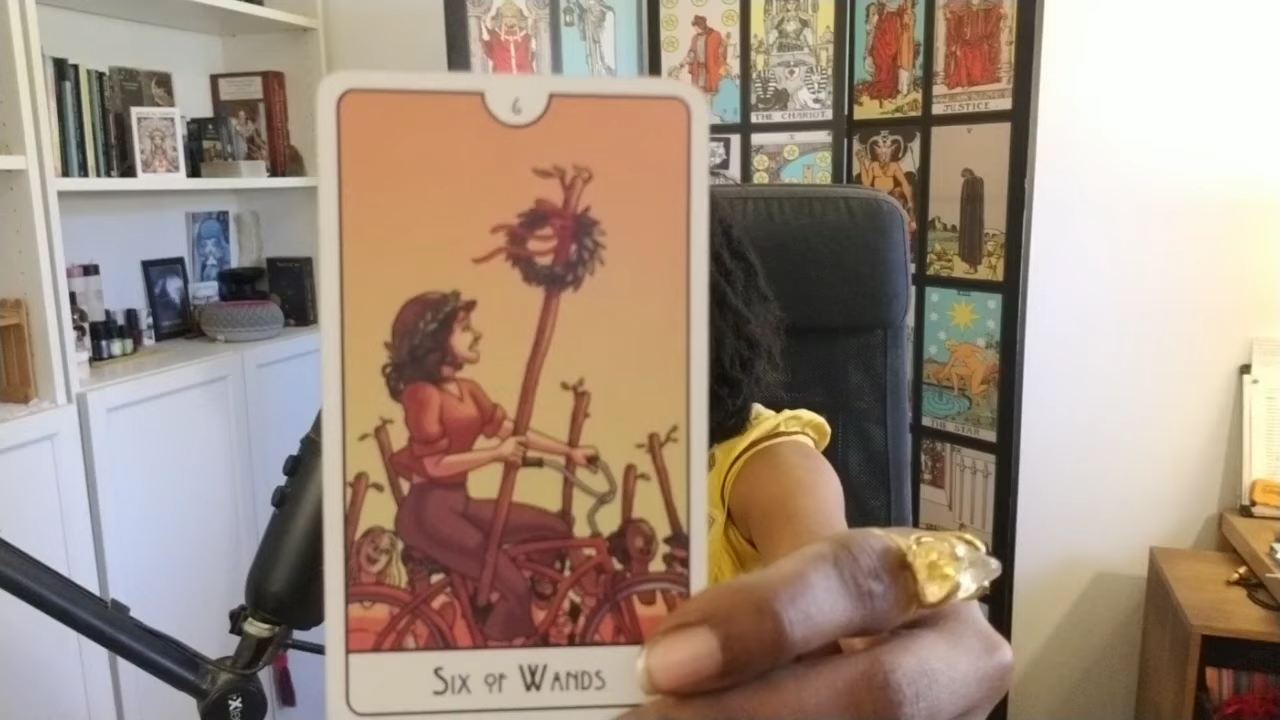 THE CHARIOT.
JUSTICE.
6
THE STAR
SIX OF WANDS